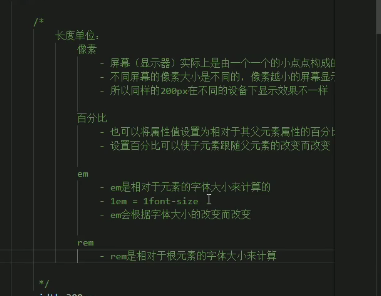 /*
长度单位:
像素
- 屏幕（显示器）实际上是由一个一个的小点点构成的
- 不同屏幕的像素大小是不同的，像素越小的屏幕显示
- 所以同样的200px在不同的设备下显示效果不一样
百分比
- 也可以将属性值设置为相对于其父元素属性的百分比
- 设置百分比可以使子元素跟随父元素的改变而改变
em
- em是相对于元素的字体大小来计算的
- 1em = 1font-size
- em会根据字体大小的改变而改变
rem
- rem是相对于根元素的字体大小来计算
*/